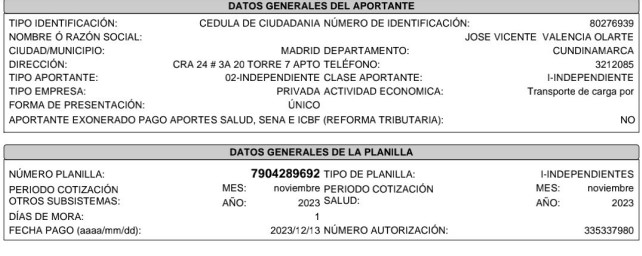 DATOS GENERALES DEL APORTANTE
TIPO IDENTIFICACIÓN: CEDULA DE CIUDADANIA NÚMERO DE IDENTIFICACIÓN: 80276939
NOMBRE Ó RAZÓN SOCIAL: JOSE VICENTE VALENCIA OLARTE
CIUDAD/MUNICIPIO: MADRID DEPARTAMENTO: CUNDINAMARCA
DIRECCIÓN: CRA 24 # 3A 20 TORRE 7 APTO TELÉFONO: 3212085
TIPO APORTANTE: 02-INDEPENDIENTE CLASE APORTANTE: I-INDEPENDIENTE
TIPO EMPRESA: PRIVADA ACTIVIDAD ECONOMICA: Transporte de carga por
FORMA DE PRESENTACIÓN: ÚNICO
APORTANTE EXONERADO PAGO APORTES SALUD, SENA E ICBF (REFORMA TRIBUTARIA): NO
DATOS GENERALES DE LA PLANILLA
NÚMERO PLANILLA: 7904289692 TIPO DE PLANILLA: I-INDEPENDIENTES
PERIODO COTIZACIÓN MES: noviembre PERIODO COTIZACIÓN MES: noviembre
OTROS SUBSISTEMAS: AÑO: 2023 SALUD: AÑO: 2023
DÍAS DE MORA: 1
FECHA PAGO (aaaa/mm/dd): 2023/12/13 NÚMERO AUTORIZACIÓN: 335337980